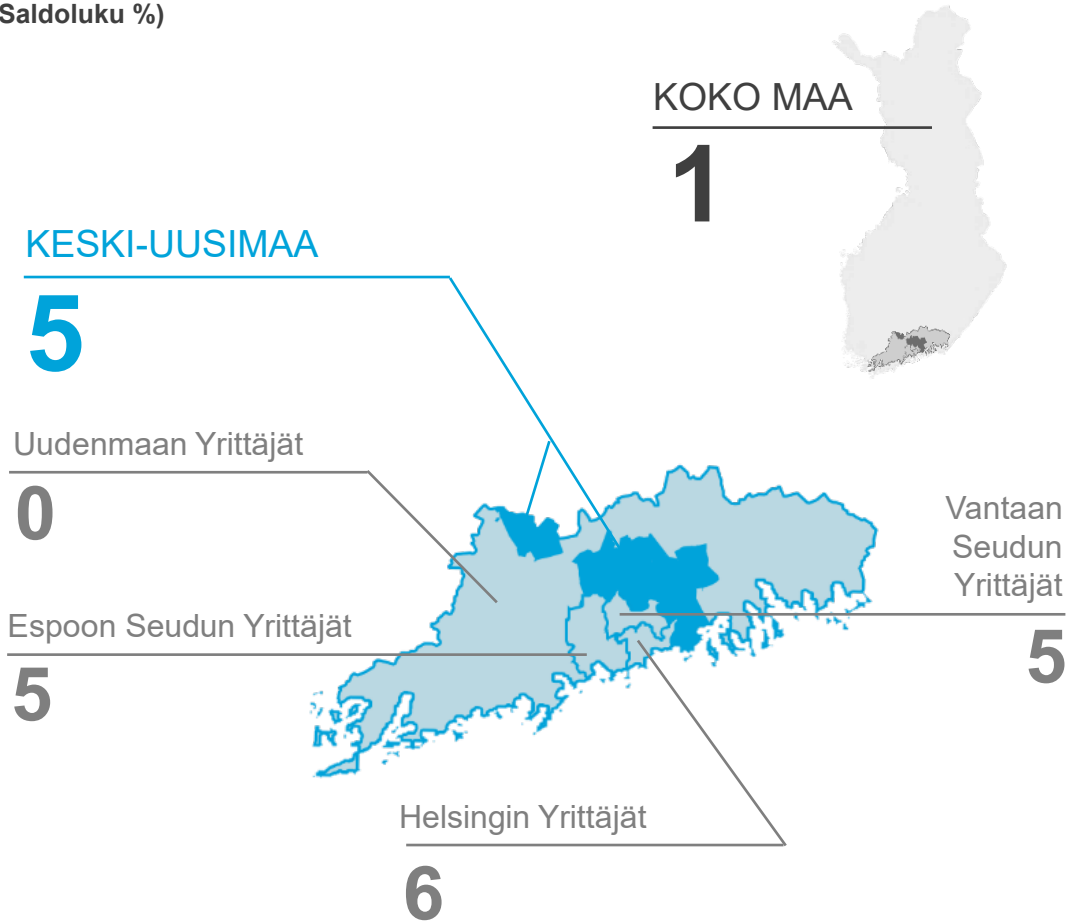 Saldoluku %)
KOKO MAA
1
KESKI-UUSIMAA
5
Uudenmaan Yrittäjät
0
Vantaan
Seudun
Yrittäjät
5
Espoon Seudun Yrittäjät
5
Helsingin Yrittäjät
6